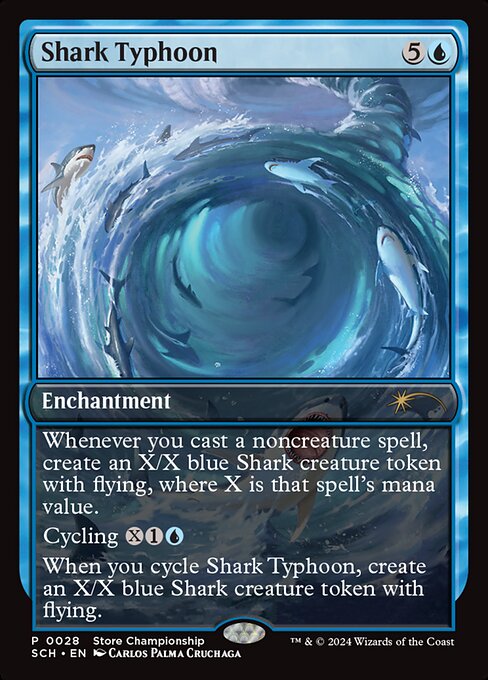 Shark Typhoon 5
Enchantment
Whenever you cast a noncreature spell,
create an X/X blue Shark creature token
with flying, where X is that spell's mana
value.
Cycling X 1
When you cycle Shark Typhoon, create
an X/X blue Shark creature token with
flying.
P 0028 Store Championship
SCH • EN Carlos Palma Cruchaga
™ & © 2024 Wizards of the Coast